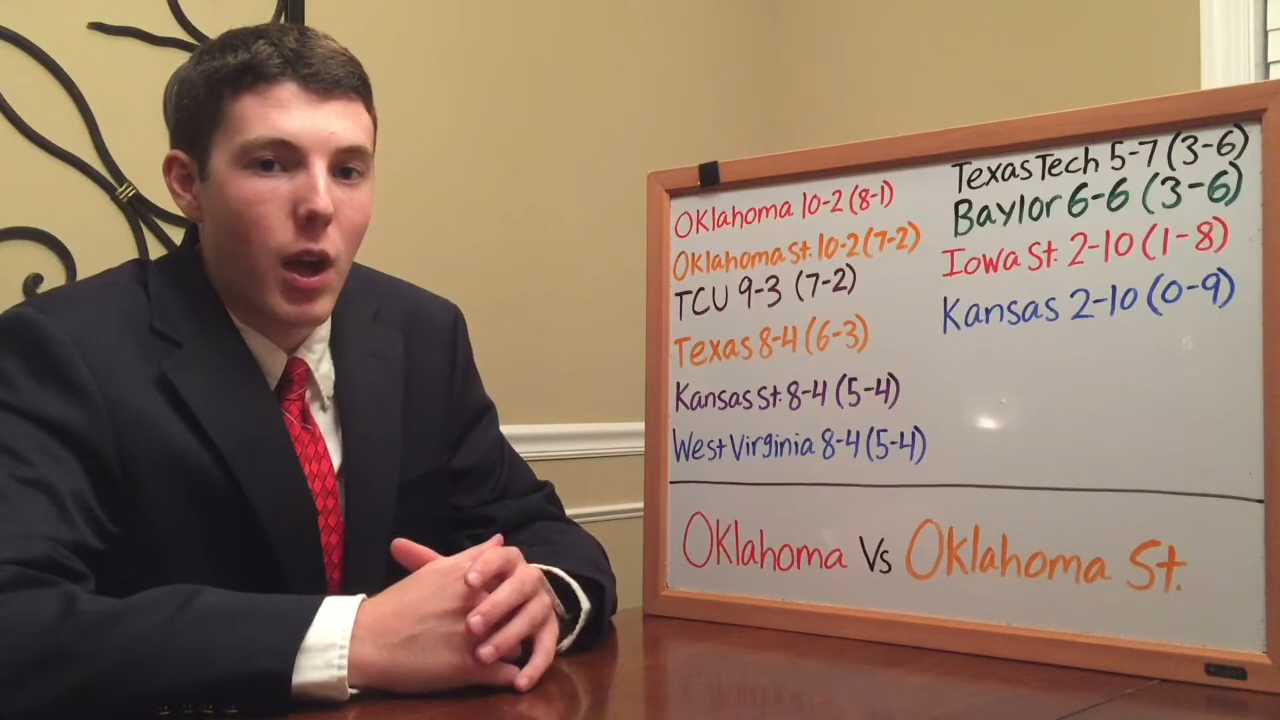 Oklahoma 10-2 (8-1)
Oklahoma St. 10-2 (7-2)
TCU 9-3 (7-2)
Texas 8-4 (6-3)
Kansas St. 8-4 (5-4)
West Virginia 8-4 (5-4)
Texas Tech 5-7 (3-6)
Baylor 6-6 (3-6)
Iowa St. 2-10 (1-8)
Kansas 2-10 (0-9)
Oklahoma Vs Oklahoma St.